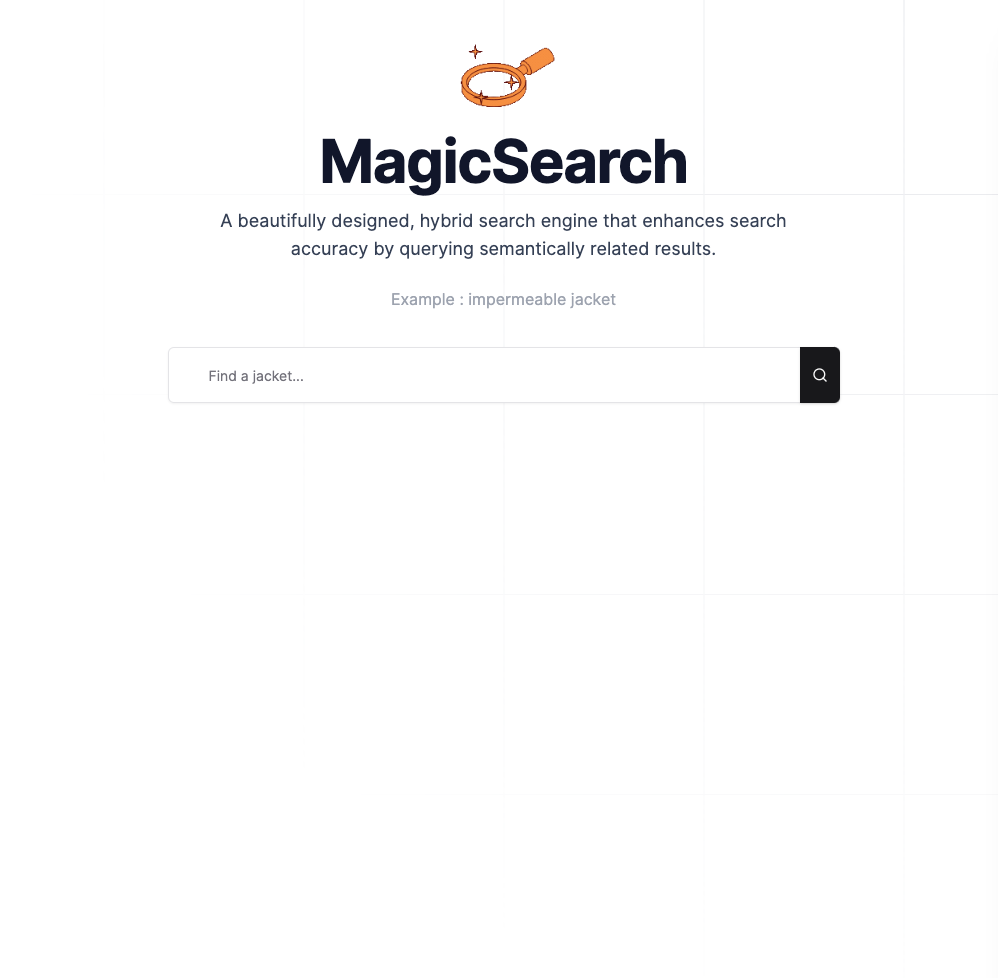 MagicSearch
A beautifully designed, hybrid search engine that enhances search
accuracy by querying semantically related results.
Example : impermeable jacket
Find a jacket...